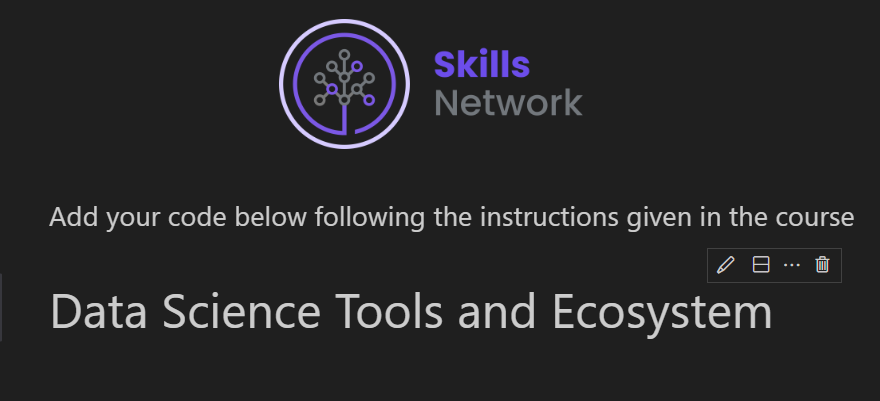 Skills
Network
Add your code below following the instructions given in the course
Data Science Tools and Ecosystem